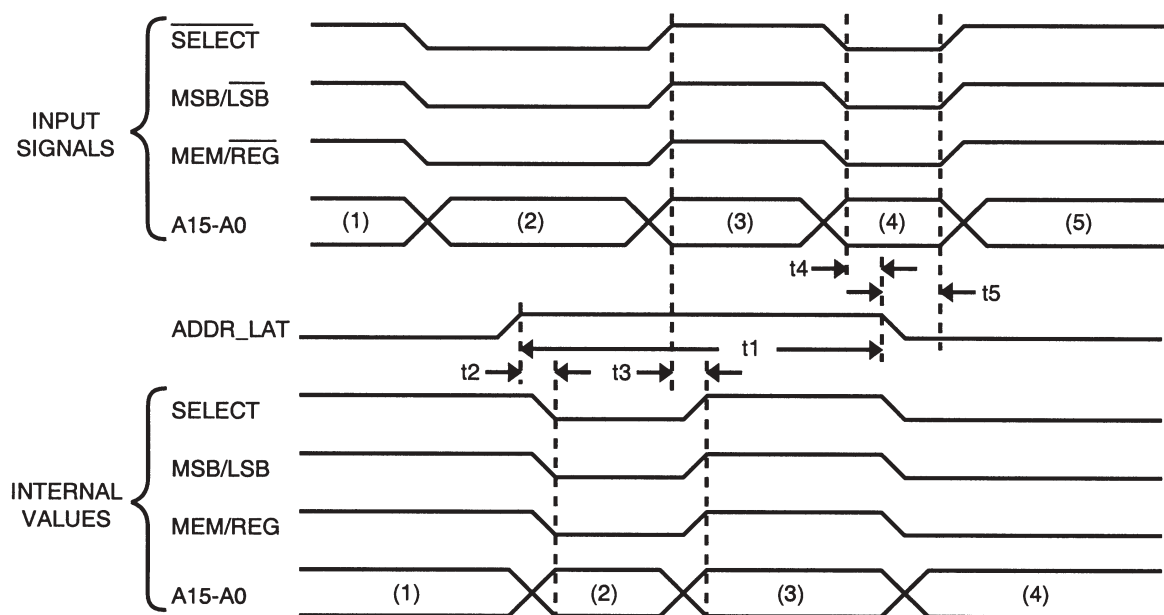 INPUT
SIGNALS
SELECT
MSB/LSB
MEM/REG
A15-A0
(1)
(2)
(3)
(4)
(5)
t4
t5
ADDR_LAT
t1
t2
t3
INTERNAL
VALUES
SELECT
MSB/LSB
MEM/REG
A15-A0
(1)
(2)
(3)
(4)